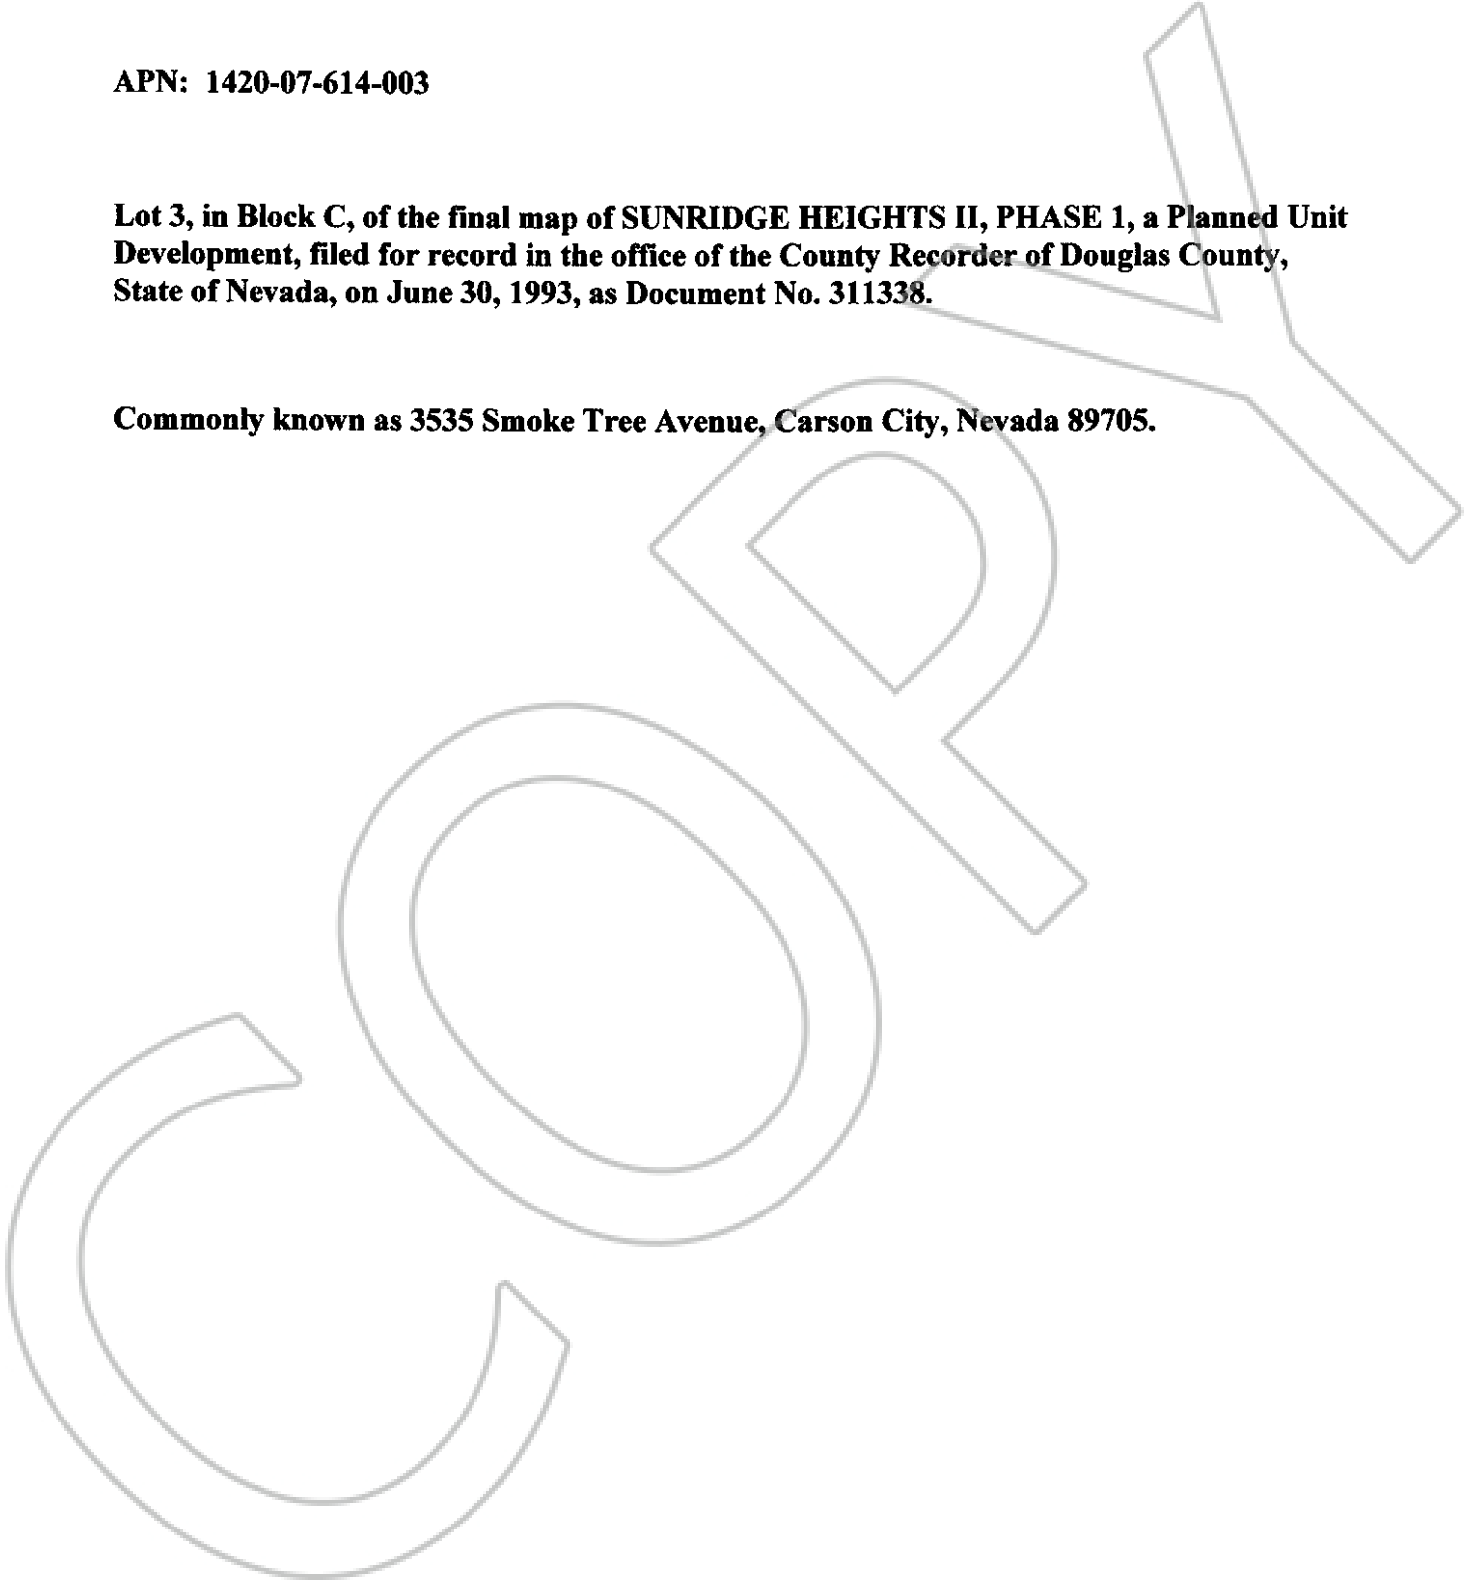 APN: 1420-07-614-003
Lot 3, in Block C, of the final map of SUNRIDGE HEIGHTS II, PHASE 1, a Planned Unit
Development, filed for record in the office of the County Recorder of Douglas County,
State of Nevada, on June 30, 1993, as Document No. 311338.
Commonly known as 3535 Smoke Tree Avenue, Carson City, Nevada 89705.
COPY